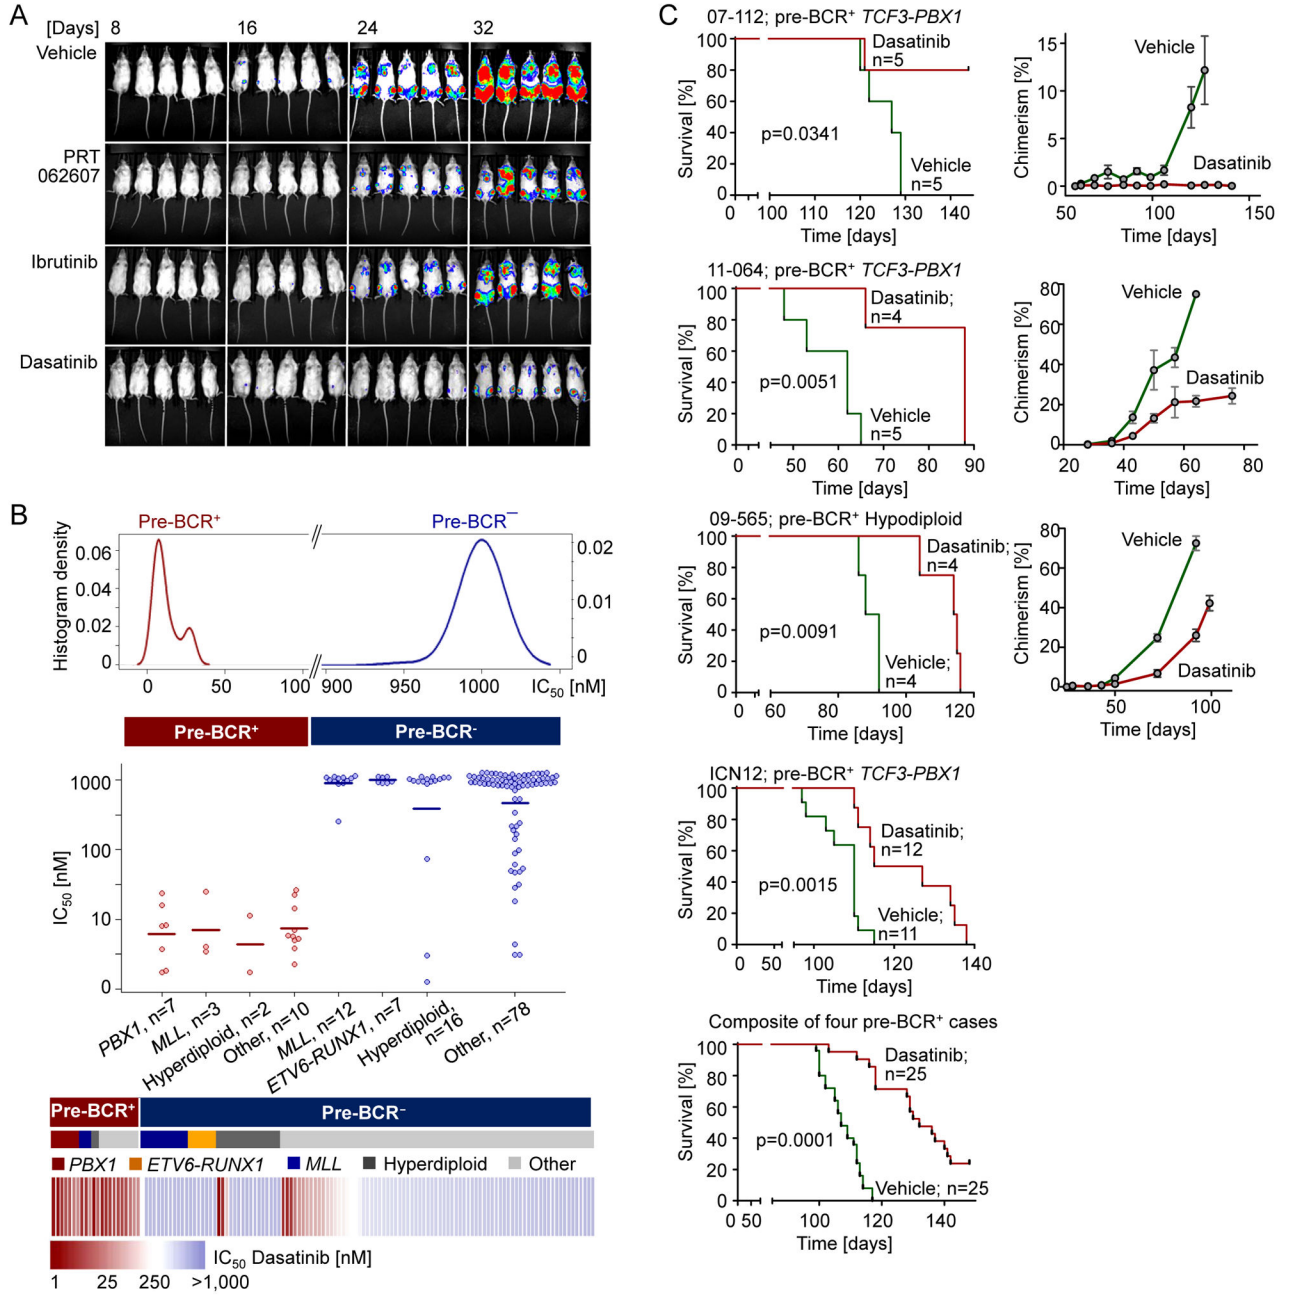 A
[Days] 8 16 24 32
Vehicle
PRT
062607
Ibrutinib
Dasatinib
B
Pre-BCR⁺
Pre-BCR⁻
Histogram density
0.06
0.04
0.02
0
0.02
0.01
0
0 50 100 900 950 1000 IC₅₀ [nM]
Pre-BCR⁺
Pre-BCR⁻
IC₅₀ [nM]
1000
100
10
0
PBX1, n=7
MLL, n=3
Hyperdiploid, n=2
Other, n=10
MLL, n=12
ETV6-RUNX1, n=7
Hyperdiploid,
n=16
Other, n=78
Pre-BCR⁺
Pre-BCR⁻
PBX1 ETV6-RUNX1 MLL Hyperdiploid Other
IC₅₀ Dasatinib [nM]
1 25 250 >1,000
C
07-112; pre-BCR⁺ TCF3-PBX1
Survival [%]
100
80
60
40
20
0
Dasatinib
n=5
p=0.0341
Vehicle
n=5
0 100 110 120 130 140
Time [days]
Chimerism [%]
15
10
5
0
Vehicle
Dasatinib
50 100 150
Time [days]
11-064; pre-BCR⁺ TCF3-PBX1
Survival [%]
100
80
60
40
20
0
Dasatinib;
n=4
p=0.0051
Vehicle
n=5
0 50 60 70 80 90
Time [days]
Chimerism [%]
80
60
40
20
0
Vehicle
Dasatinib
20 40 60 80
Time [days]
09-565; pre-BCR⁺ Hypodiploid
Survival [%]
100
80
60
40
20
0
Dasatinib;
n=4
p=0.0091
Vehicle;
n=4
0 60 80 100 120
Time [days]
Chimerism [%]
80
60
40
20
0
Vehicle
Dasatinib
50 100
Time [days]
ICN12; pre-BCR⁺ TCF3-PBX1
Survival [%]
100
80
60
40
20
0
Dasatinib;
n=12
p=0.0015
Vehicle;
n=11
0 50 100 120 140
Time [days]
Composite of four pre-BCR⁺ cases
Survival [%]
100
80
60
40
20
0
Dasatinib;
n=25
p=0.0001
Vehicle; n=25
0 50 100 120 140
Time [days]